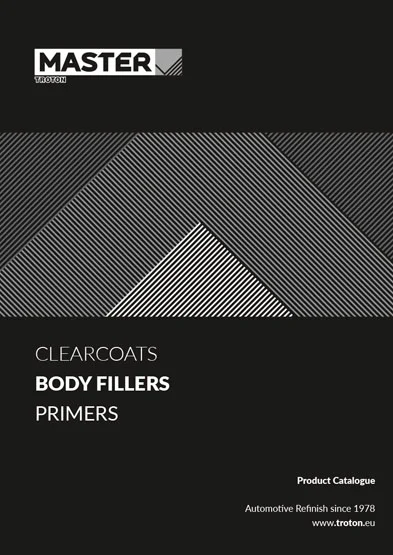 MASTER
TROTON
CLEARCOATS
BODY FILLERS
PRIMERS
Product Catalogue
Automotive Refinish since 1978
www.troton.eu